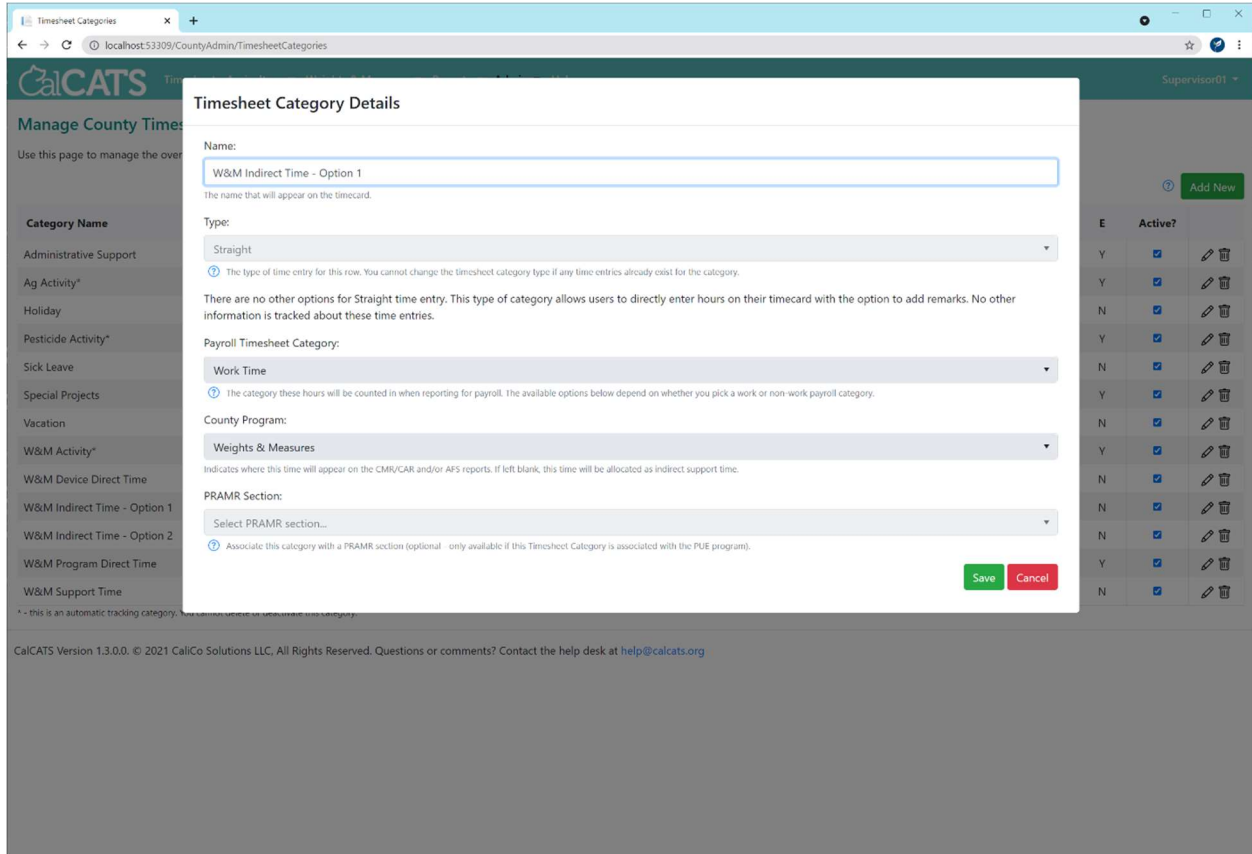 Timesheet Categories
localhost:53309/CountyAdmin/TimesheetCategories
CalCATS
Supervisor01
Manage County Times
Use this page to manage the over
Add New
Category Name E Active?
Administrative Support Y
Ag Activity* Y
Holiday N
Pesticide Activity* Y
Sick Leave N
Special Projects Y
Vacation N
W&M Activity* Y
W&M Device Direct Time N
W&M Indirect Time - Option 1 N
W&M Indirect Time - Option 2 N
W&M Program Direct Time Y
W&M Support Time N
* - this is an automatic tracking category. You cannot delete or deactivate this category.
Timesheet Category Details
Name:
W&M Indirect Time - Option 1
The name that will appear on the timecard.
Type:
Straight
The type of time entry for this row. You cannot change the timesheet category type if any time entries already exist for the category.
There are no other options for Straight time entry. This type of category allows users to directly enter hours on their timecard with the option to add remarks. No other
information is tracked about these time entries.
Payroll Timesheet Category:
Work Time
The category these hours will be counted in when reporting for payroll. The available options below depend on whether you pick a work or non-work payroll category.
County Program:
Weights & Measures
Indicates where this time will appear on the CMR/CAR and/or AFS reports. If left blank, this time will be allocated as indirect support time.
PRAMR Section:
Select PRAMR section...
Associate this category with a PRAMR section (optional - only available if this Timesheet Category is associated with the PUE program).
Save Cancel
CalCATS Version 1.3.0.0. © 2021 CaliCo Solutions LLC, All Rights Reserved. Questions or comments? Contact the help desk at help@calcats.org